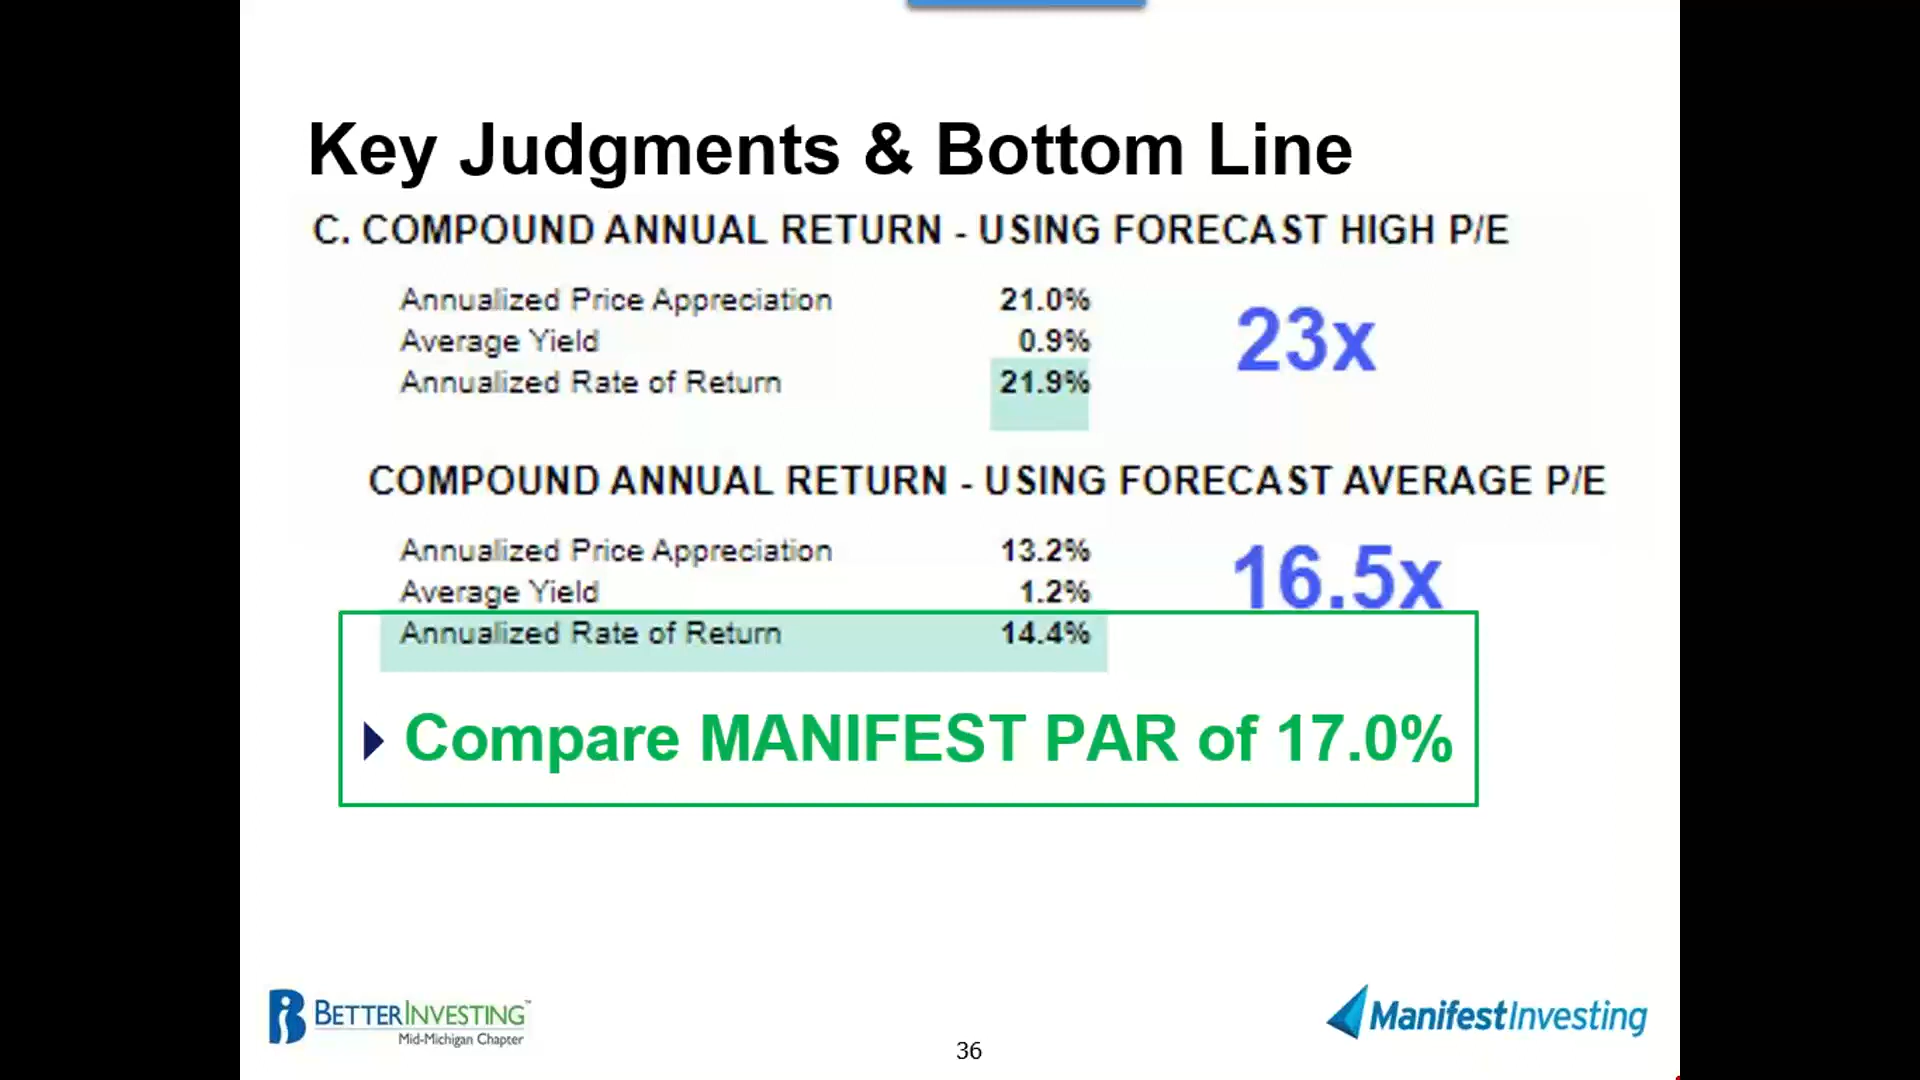 Key Judgments & Bottom Line
C. COMPOUND ANNUAL RETURN - USING FORECAST HIGH P/E
Annualized Price Appreciation 21.0%
Average Yield 0.9%
Annualized Rate of Return 21.9%
23x
COMPOUND ANNUAL RETURN - USING FORECAST AVERAGE P/E
Annualized Price Appreciation 13.2%
Average Yield 1.2%
Annualized Rate of Return 14.4%
16.5x
Compare MANIFEST PAR of 17.0%
BETTERINVESTING™
Mid-Michigan Chapter
36
ManifestInvesting